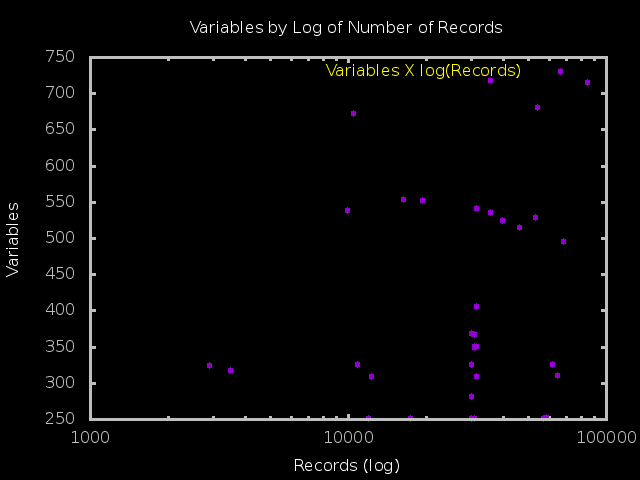 Variables by Log of Number of Records
Variables X log(Records)
750
700
650
600
550
500
450
400
350
300
250
Variables
1000 10000 100000
Records (log)